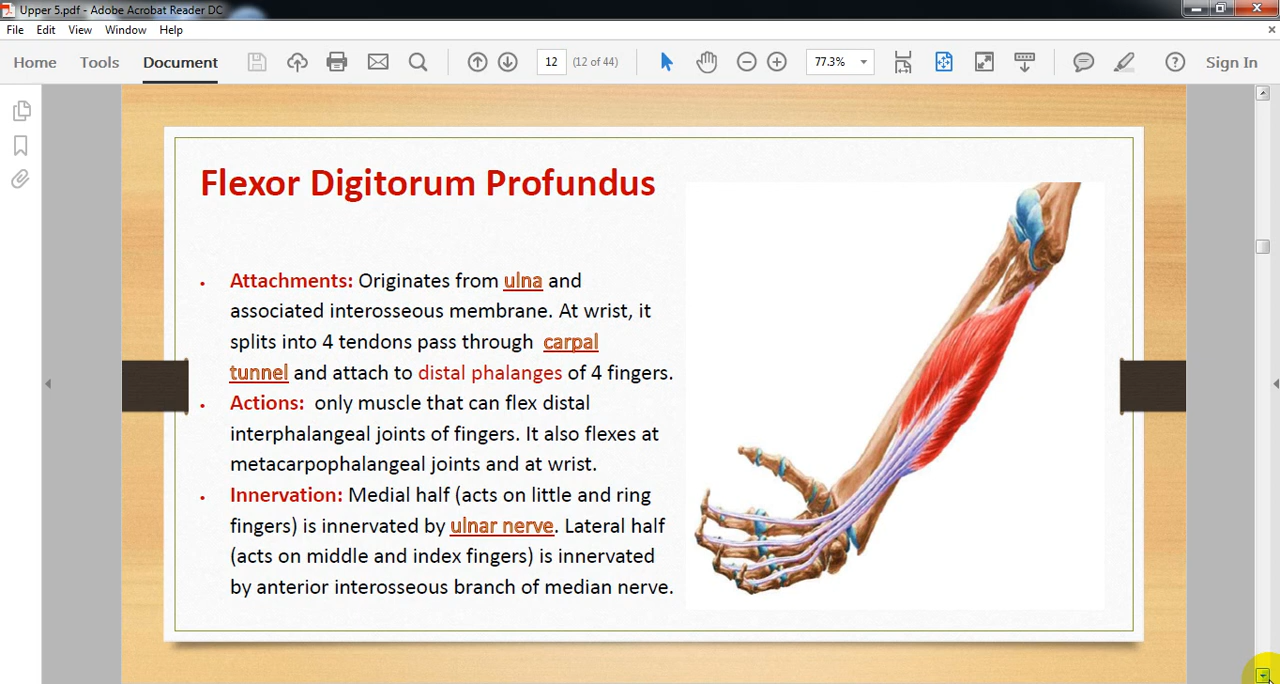 Upper 5.pdf - Adobe Acrobat Reader DC
File Edit View Window Help
Home Tools Document 12 (12 of 44) 77.3% Sign In
Flexor Digitorum Profundus
• Attachments: Originates from ulna and
associated interosseous membrane. At wrist, it
splits into 4 tendons pass through carpal
tunnel and attach to distal phalanges of 4 fingers.
• Actions: only muscle that can flex distal
interphalangeal joints of fingers. It also flexes at
metacarpophalangeal joints and at wrist.
• Innervation: Medial half (acts on little and ring
fingers) is innervated by ulnar nerve. Lateral half
(acts on middle and index fingers) is innervated
by anterior interosseous branch of median nerve.